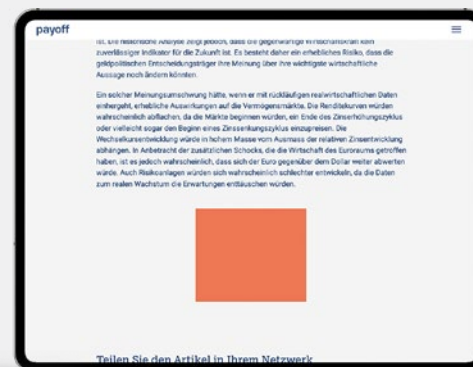 payoff
ist. Die historische Analyse zeigt jedoch, dass die gegenwärtige Wirtschaftskraft kein
zuverlässiger Indikator für die Zukunft ist. Es besteht daher ein erhebliches Risiko, dass die
geldpolitischen Entscheidungsträger ihre Meinung über ihre wichtigste wirtschaftliche
Aussage noch ändern könnten.
Ein solcher Meinungsumschwung hätte, wenn er mit rückläufigen realwirtschaftlichen Daten
einhergeht, erhebliche Auswirkungen auf die Vermögensmärkte. Die Renditekurven würden
wahrscheinlich abflachen, da die Märkte beginnen würden, ein Ende des Zinserhöhungszyklus
oder vielleicht sogar den Beginn eines Zinssenkungszyklus einzupreisen. Die
Wechselkursentwicklung würde in hohem Masse vom Ausmass der relativen Zinsentwicklung
abhängen. In Anbetracht der zusätzlichen Schocks, die die Wirtschaft des Euroraums getroffen
haben, ist es jedoch wahrscheinlich, dass sich der Euro gegenüber dem Dollar weiter abwerten
würde. Auch Risikoanlagen würden sich wahrscheinlich schlechter entwickeln, da die Daten
zum realen Wachstum die Erwartungen enttäuschen würden.
Teilen Sie den Artikel in Ihrem Netzwerk